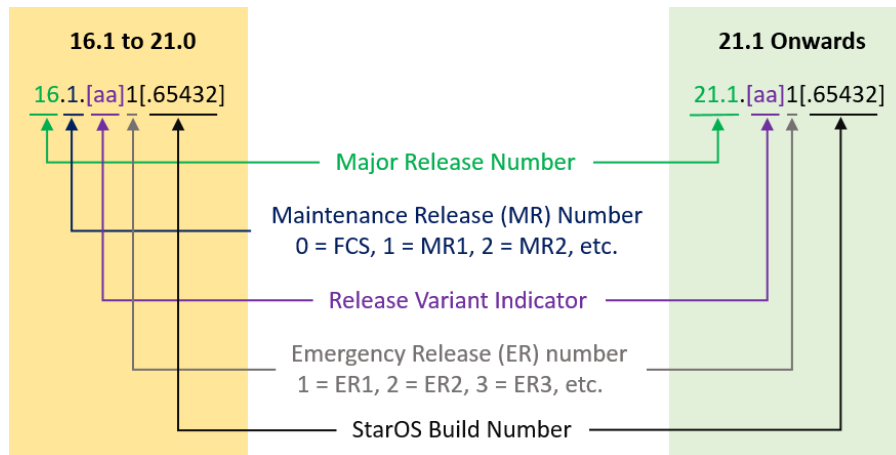 16.1 to 21.0
21.1 Onwards
16.1.[aa]1[.65432]
21.1.[aa]1[.65432]
Major Release Number
Maintenance Release (MR) Number
0 = FCS, 1 = MR1, 2 = MR2, etc.
Release Variant Indicator
Emergency Release (ER) number
1 = ER1, 2 = ER2, 3 = ER3, etc.
StarOS Build Number